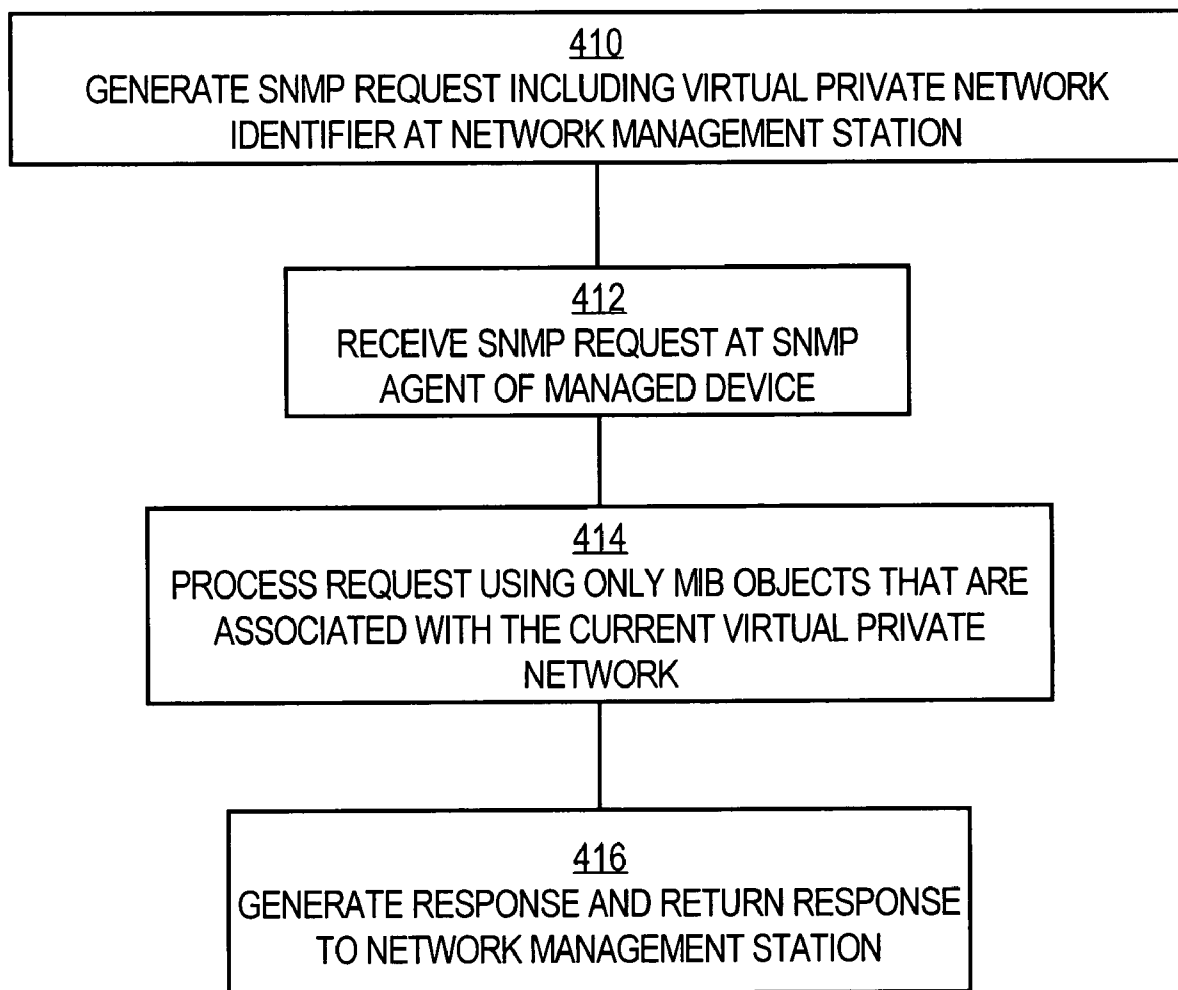 410
GENERATE SNMP REQUEST INCLUDING VIRTUAL PRIVATE NETWORK
IDENTIFIER AT NETWORK MANAGEMENT STATION
412
RECEIVE SNMP REQUEST AT SNMP
AGENT OF MANAGED DEVICE
414
PROCESS REQUEST USING ONLY MIB OBJECTS THAT ARE
ASSOCIATED WITH THE CURRENT VIRTUAL PRIVATE
NETWORK
416
GENERATE RESPONSE AND RETURN RESPONSE
TO NETWORK MANAGEMENT STATION